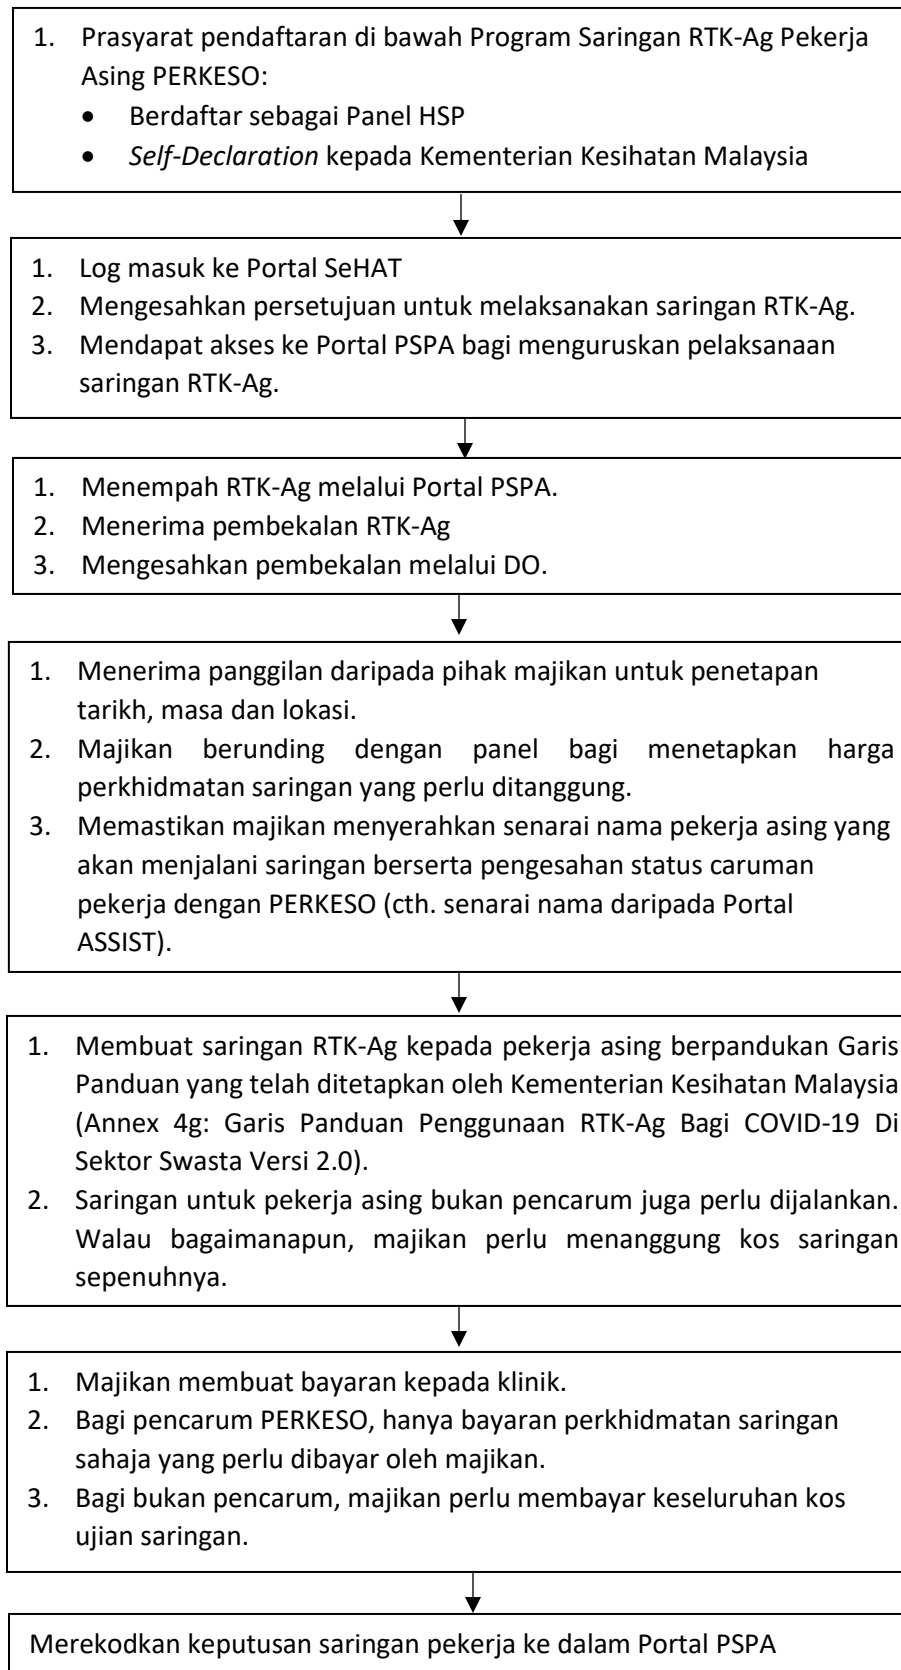 1. Prasyarat pendaftaran di bawah Program Saringan RTK-Ag Pekerja
Asing PERKESO:
• Berdaftar sebagai Panel HSP
• Self-Declaration kepada Kementerian Kesihatan Malaysia
1. Log masuk ke Portal SeHAT
2. Mengesahkan persetujuan untuk melaksanakan saringan RTK-Ag.
3. Mendapat akses ke Portal PSPA bagi menguruskan pelaksanaan
saringan RTK-Ag.
1. Menempah RTK-Ag melalui Portal PSPA.
2. Menerima pembekalan RTK-Ag
3. Mengesahkan pembekalan melalui DO.
1. Menerima panggilan daripada pihak majikan untuk penetapan
tarikh, masa dan lokasi.
2. Majikan berunding dengan panel bagi menetapkan harga
perkhidmatan saringan yang perlu ditanggung.
3. Memastikan majikan menyerahkan senarai nama pekerja asing yang
akan menjalani saringan berserta pengesahan status caruman
pekerja dengan PERKESO (cth. senarai nama daripada Portal
ASSIST).
1. Membuat saringan RTK-Ag kepada pekerja asing berpandukan Garis
Panduan yang telah ditetapkan oleh Kementerian Kesihatan Malaysia
(Annex 4g: Garis Panduan Penggunaan RTK-Ag Bagi COVID-19 Di
Sektor Swasta Versi 2.0).
2. Saringan untuk pekerja asing bukan pencarum juga perlu dijalankan.
Walau bagaimanapun, majikan perlu menanggung kos saringan
sepenuhnya.
1. Majikan membuat bayaran kepada klinik.
2. Bagi pencarum PERKESO, hanya bayaran perkhidmatan saringan
sahaja yang perlu dibayar oleh majikan.
3. Bagi bukan pencarum, majikan perlu membayar keseluruhan kos
ujian saringan.
Merekodkan keputusan saringan pekerja ke dalam Portal PSPA